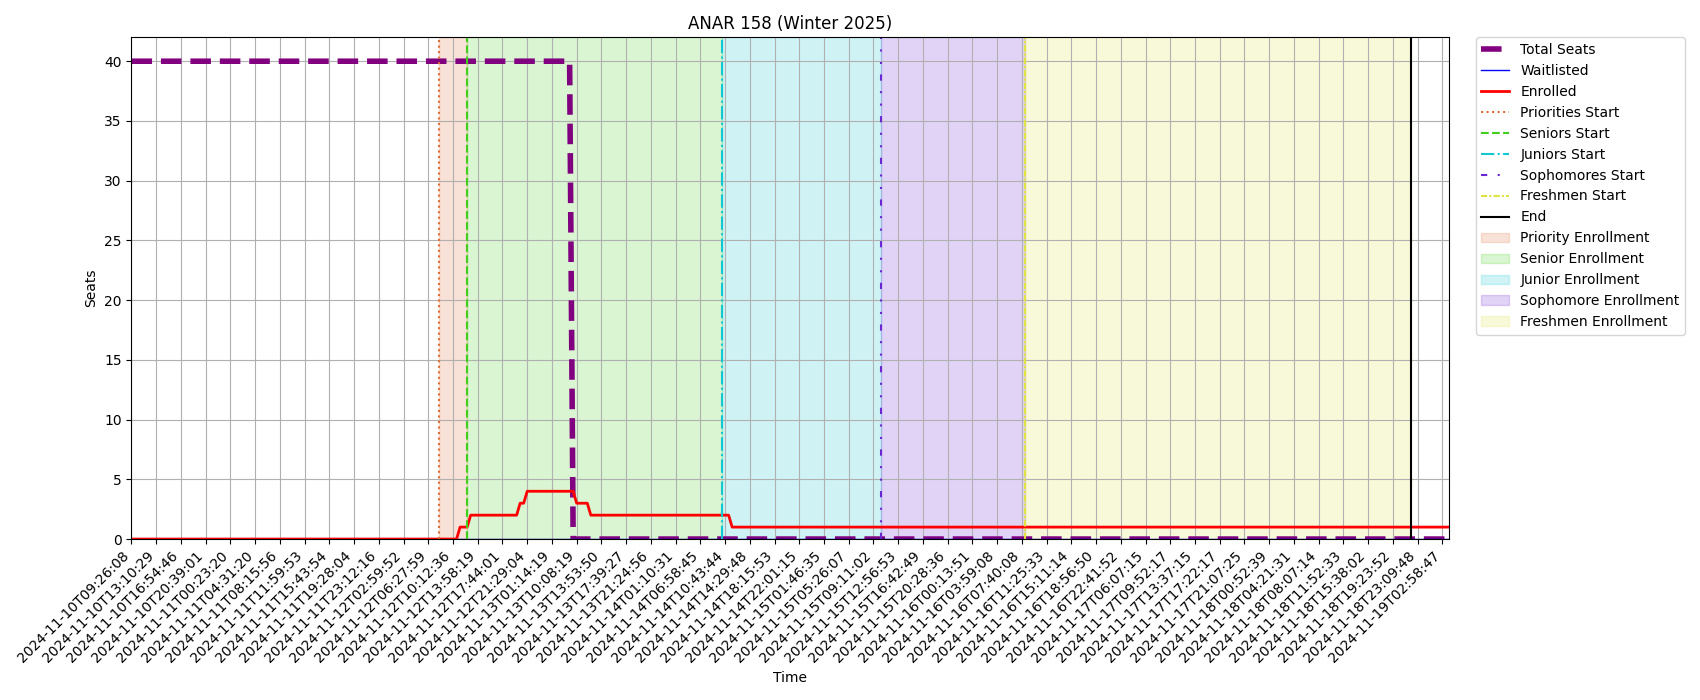 ANAR 158 (Winter 2025)
Seats
40
35
30
25
20
15
10
5
0
2024-11-10T09:26:08
2024-11-10T13:10:29
2024-11-10T16:54:46
2024-11-10T20:39:01
2024-11-11T00:23:20
2024-11-11T04:31:20
2024-11-11T08:15:56
2024-11-11T11:59:53
2024-11-11T15:43:54
2024-11-11T19:28:04
2024-11-11T23:12:16
2024-11-12T02:59:52
2024-11-12T06:27:59
2024-11-12T10:12:36
2024-11-12T13:58:19
2024-11-12T17:44:01
2024-11-12T21:29:04
2024-11-13T01:14:19
2024-11-13T10:08:19
2024-11-13T13:53:50
2024-11-13T17:39:27
2024-11-13T21:24:56
2024-11-14T01:10:31
2024-11-14T06:58:45
2024-11-14T10:43:44
2024-11-14T14:29:48
2024-11-14T18:15:53
2024-11-14T22:01:15
2024-11-15T01:46:35
2024-11-15T05:26:07
2024-11-15T09:11:02
2024-11-15T12:56:53
2024-11-15T16:42:49
2024-11-15T20:28:36
2024-11-16T00:13:51
2024-11-16T03:59:08
2024-11-16T07:40:08
2024-11-16T11:25:33
2024-11-16T15:11:14
2024-11-16T18:56:50
2024-11-16T22:41:52
2024-11-17T06:07:15
2024-11-17T09:52:17
2024-11-17T13:37:15
2024-11-17T17:22:17
2024-11-17T21:07:25
2024-11-18T00:52:39
2024-11-18T04:21:31
2024-11-18T08:07:14
2024-11-18T11:52:33
2024-11-18T15:38:02
2024-11-18T19:23:52
2024-11-18T23:09:48
2024-11-19T02:58:47
Time
Total Seats
Waitlisted
Enrolled
Priorities Start
Seniors Start
Juniors Start
Sophomores Start
Freshmen Start
End
Priority Enrollment
Senior Enrollment
Junior Enrollment
Sophomore Enrollment
Freshmen Enrollment